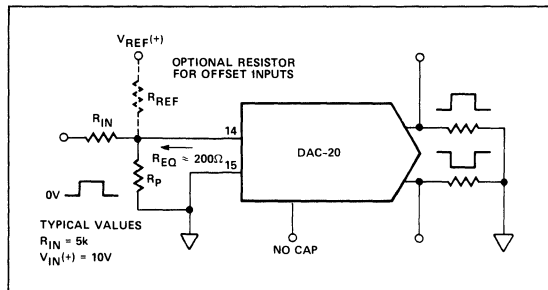 VREF(+)
OPTIONAL RESISTOR
FOR OFFSET INPUTS
RREF
RIN
14
REQ ≈ 200Ω
15
DAC-20
RP
0V
TYPICAL VALUES
RIN = 5k
VIN(+) = 10V
NO CAP